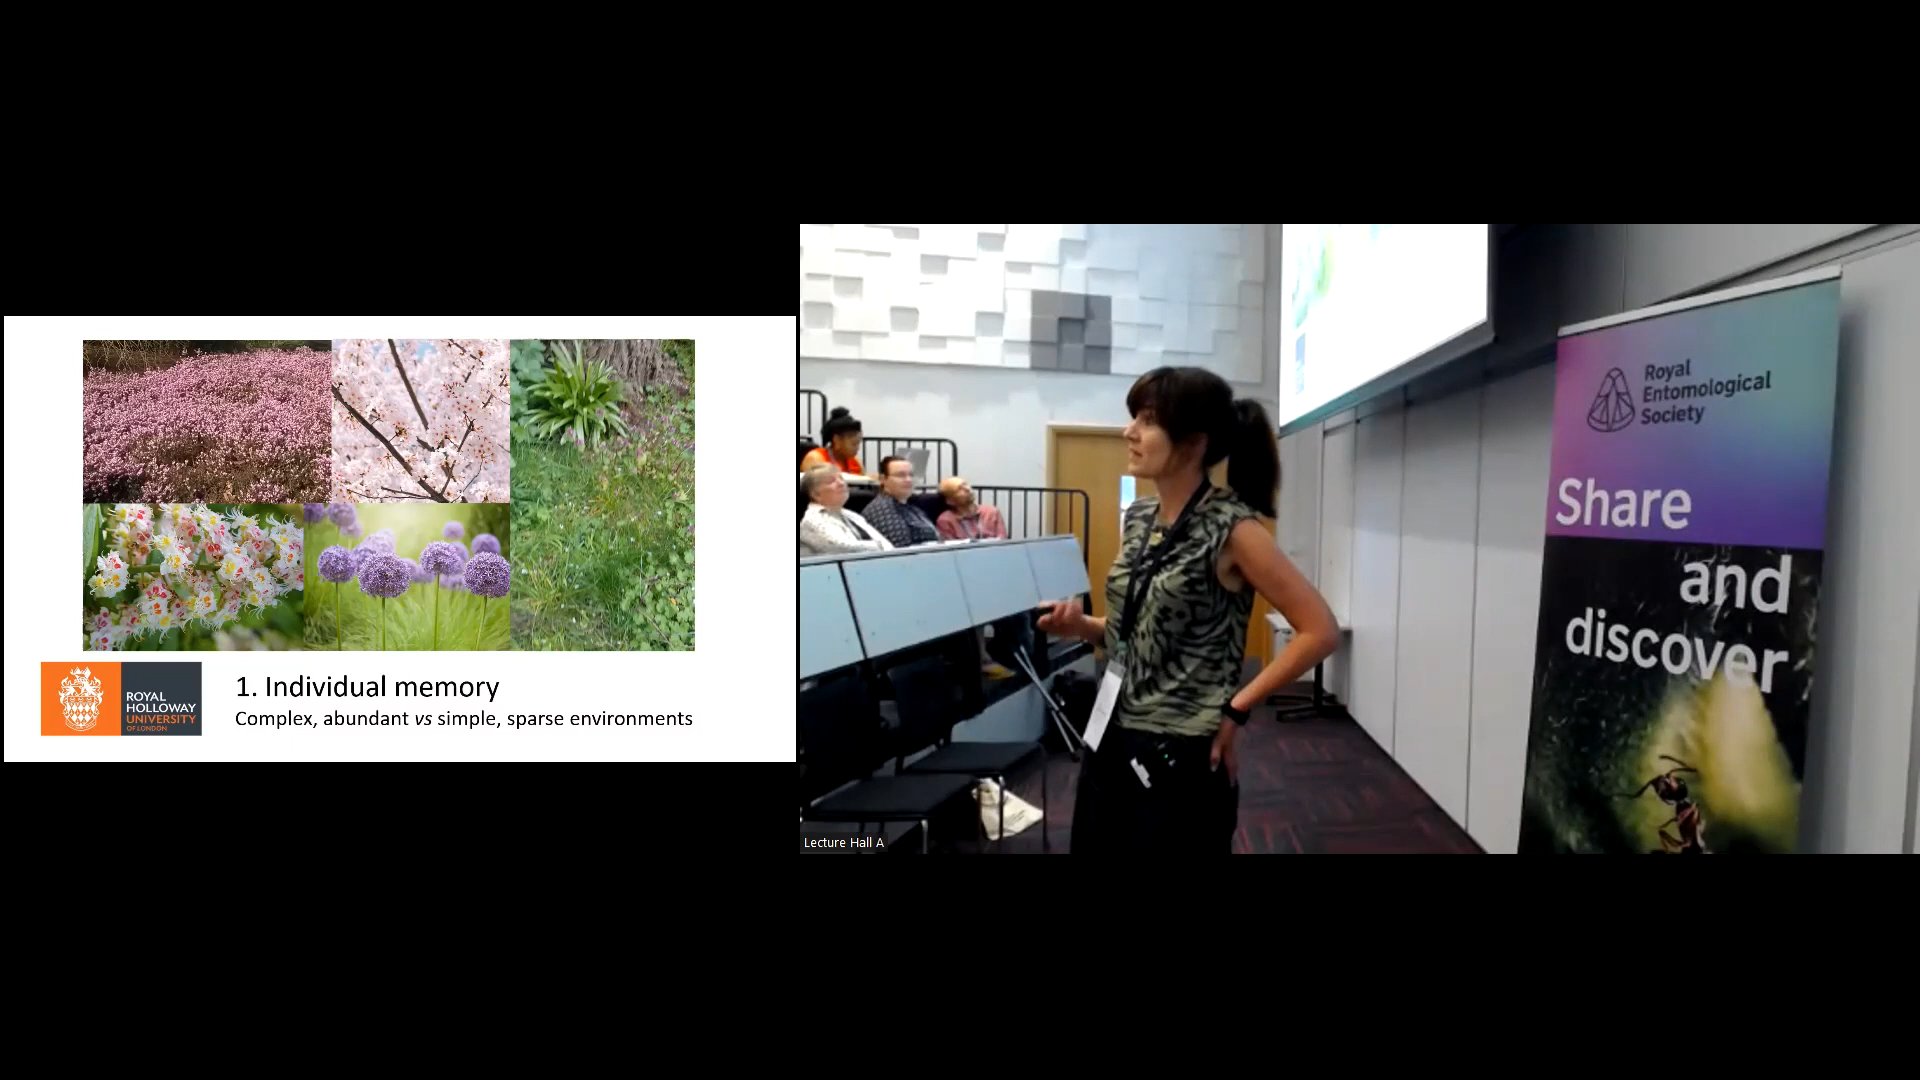 ROYAL
HOLLOWAY
UNIVERSITY
OF LONDON
1. Individual memory
Complex, abundant vs simple, sparse environments
Lecture Hall A
Royal
Entomological
Society
Share
and
discover